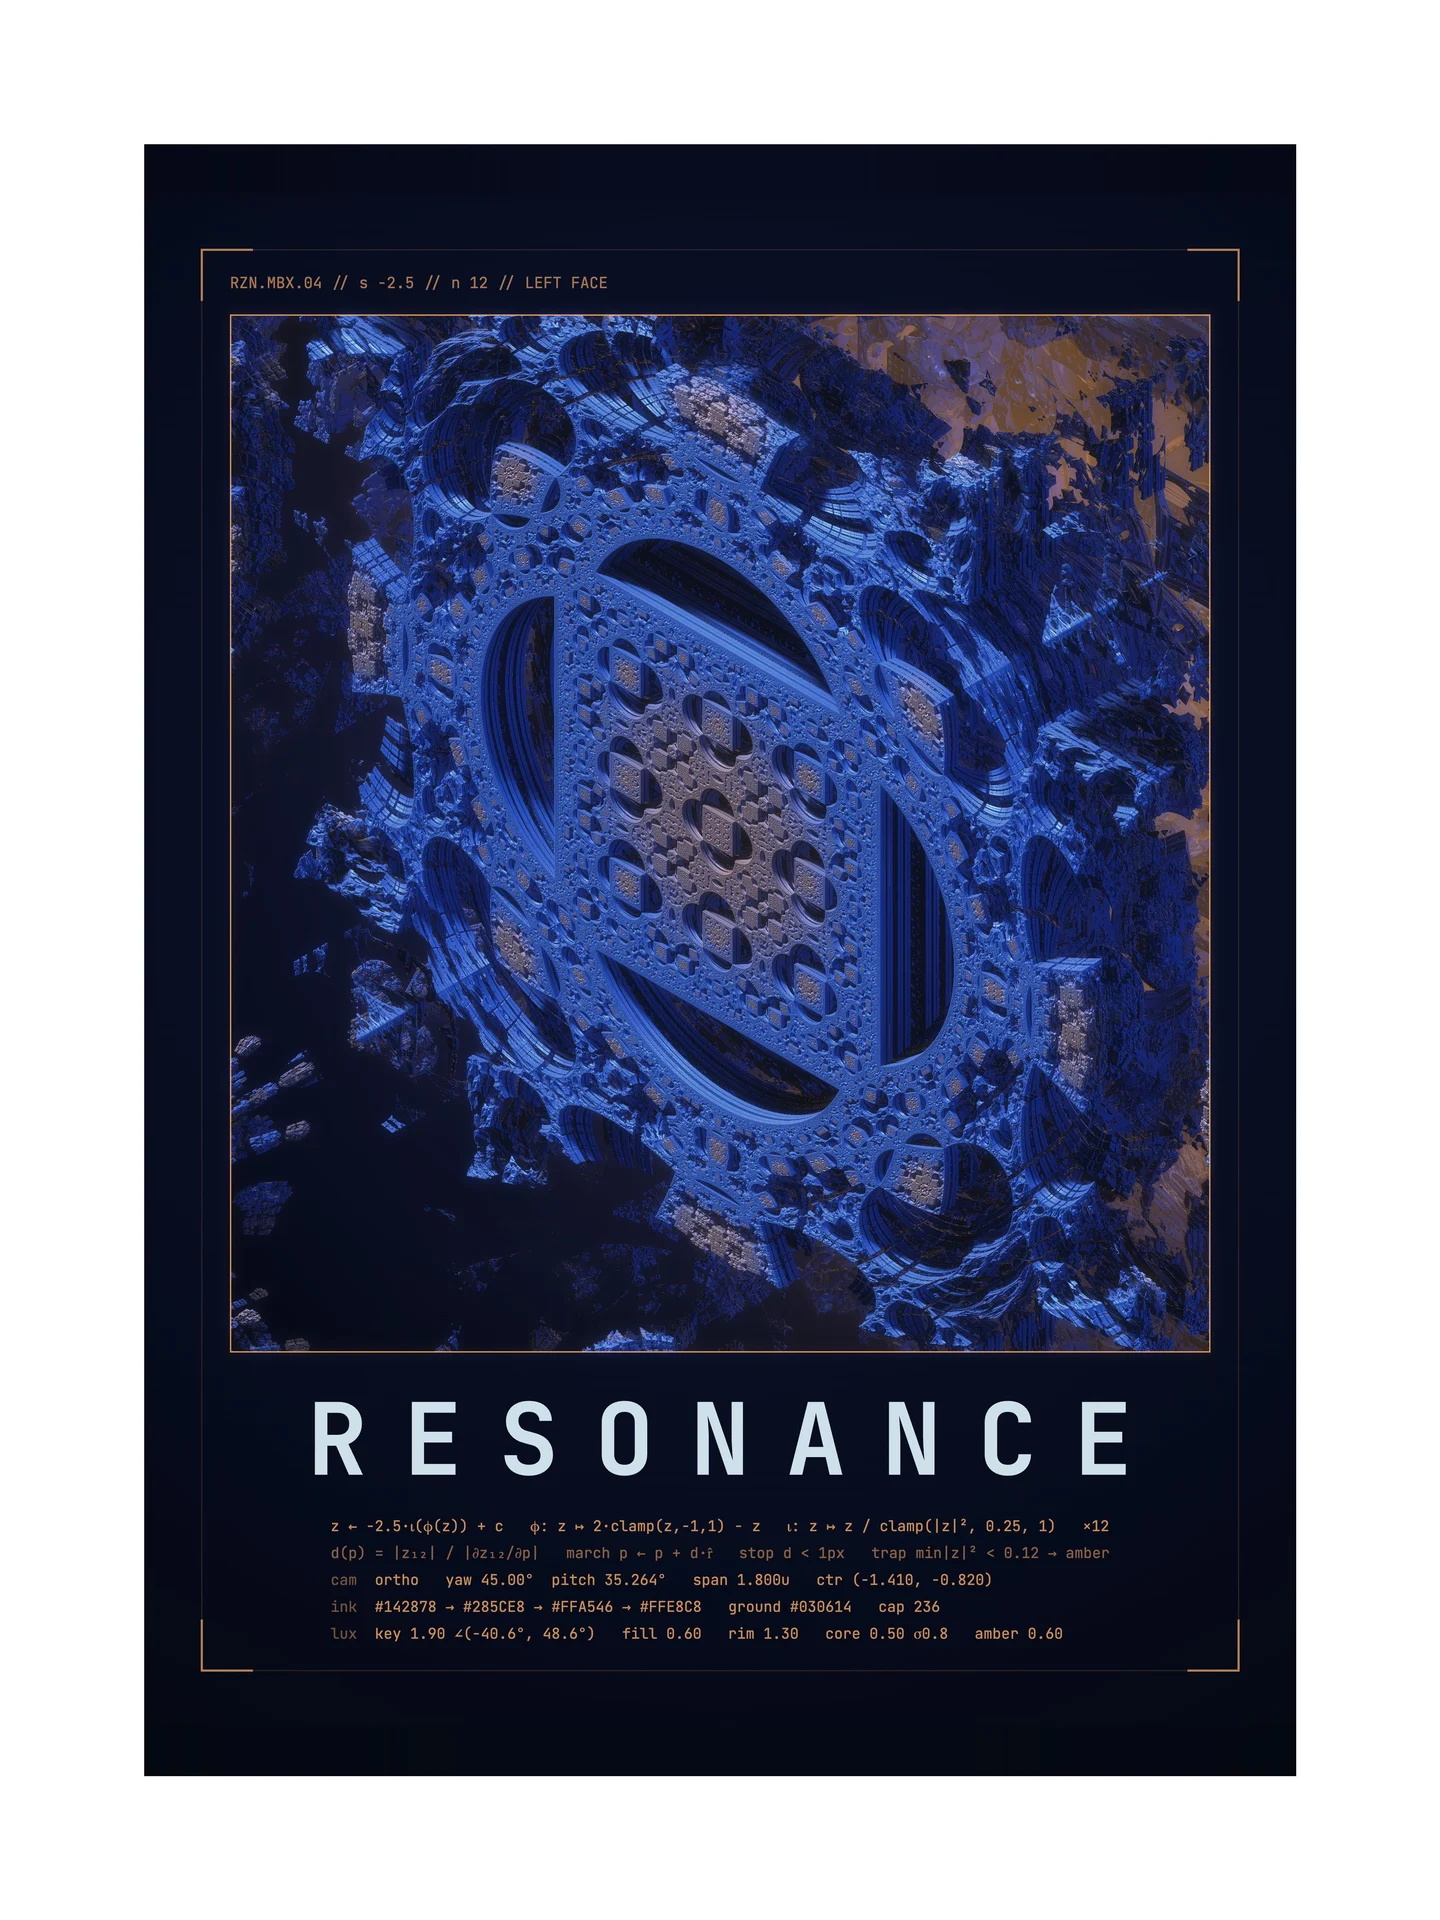 RZN.MBX.04 // s -2.5 // n 12 // LEFT FACE
RESONANCE
z ← -2.5·ι(ϕ(z)) + c   ϕ: z ↦ 2·clamp(z,-1,1) - z   ι: z ↦ z / clamp(|z|², 0.25, 1)   ×12
d(p) = |z₁₂| / |∂z₁₂/∂p|   march p ← p + d·r̂   stop d < 1px   trap min|z|² < 0.12 → amber
cam  ortho   yaw 45.00°  pitch 35.264°   span 1.800u   ctr (-1.410, -0.820)
ink  #142878 → #285CE8 → #FFA546 → #FFE8C8   ground #030614   cap 236
lux  key 1.90 ∠(-40.6°, 48.6°)   fill 0.60   rim 1.30   core 0.50 σ0.8   amber 0.60